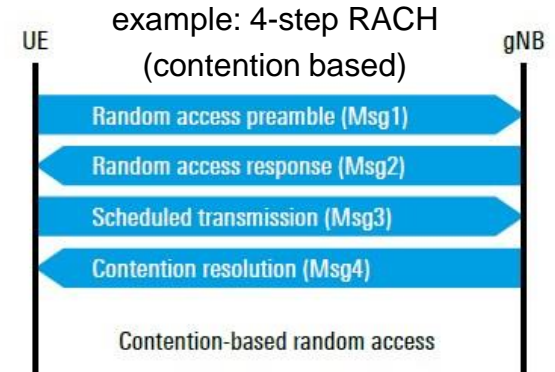 example: 4-step RACH
(contention based)
UE
gNB
Random access preamble (Msg1)
Random access response (Msg2)
Scheduled transmission (Msg3)
Contention resolution (Msg4)
Contention-based random access